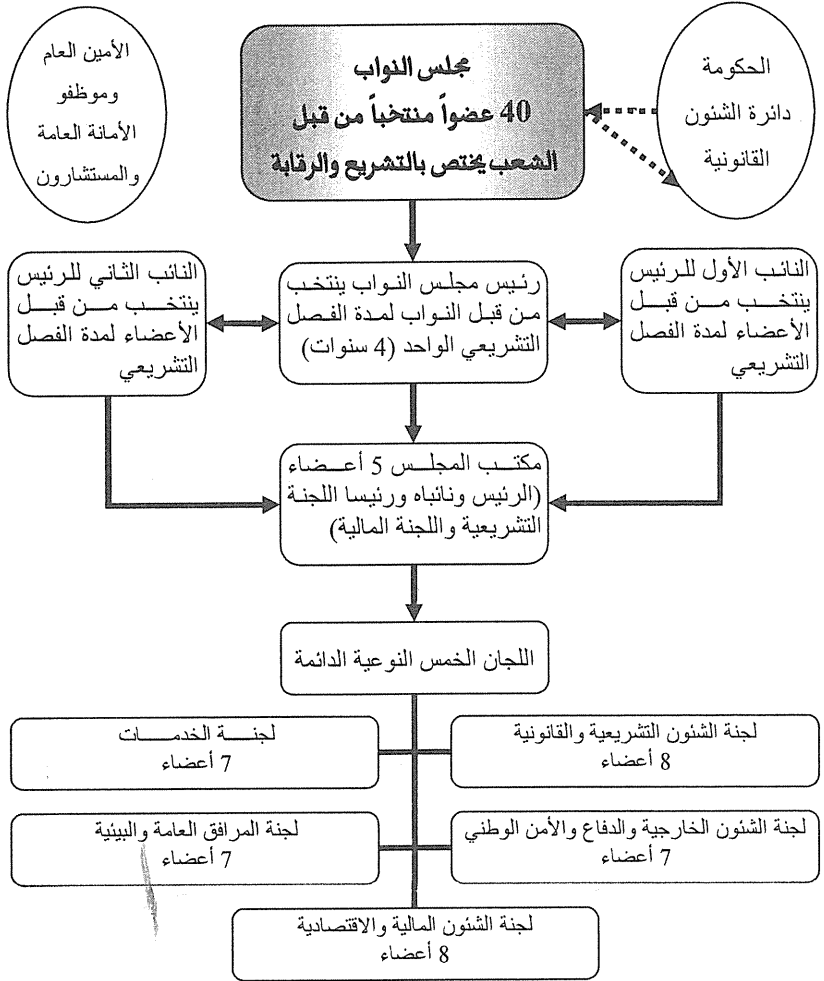 الحكومة
دائرة الشئون
القانونية
مجلس النواب
40 عضواً منتخباً من قبل
الشعب يختص بالتشريع والرقابة
الأمين العام
وموظفو
الأمانة العامة
والمستشارون
النائب الأول للرئيس
ينتخب من قبل
الأعضاء لمدة الفصل
التشريعي
رئيس مجلس النواب ينتخب
من قبل النواب لمدة الفصل
التشريعي الواحد (4 سنوات)
النائب الثاني للرئيس
ينتخب من قبل
الأعضاء لمدة الفصل
التشريعي
مكتب المجلس 5 أعضاء
(الرئيس ونائباه ورئيسا اللجنة
التشريعية واللجنة المالية)
اللجان الخمس النوعية الدائمة
لجنة الشئون التشريعية والقانونية
8 أعضاء
لجنة الخدمات
7 أعضاء
لجنة الشئون الخارجية والدفاع والأمن الوطني
7 أعضاء
لجنة المرافق العامة والبيئية
7 أعضاء
لجنة الشئون المالية والاقتصادية
8 أعضاء